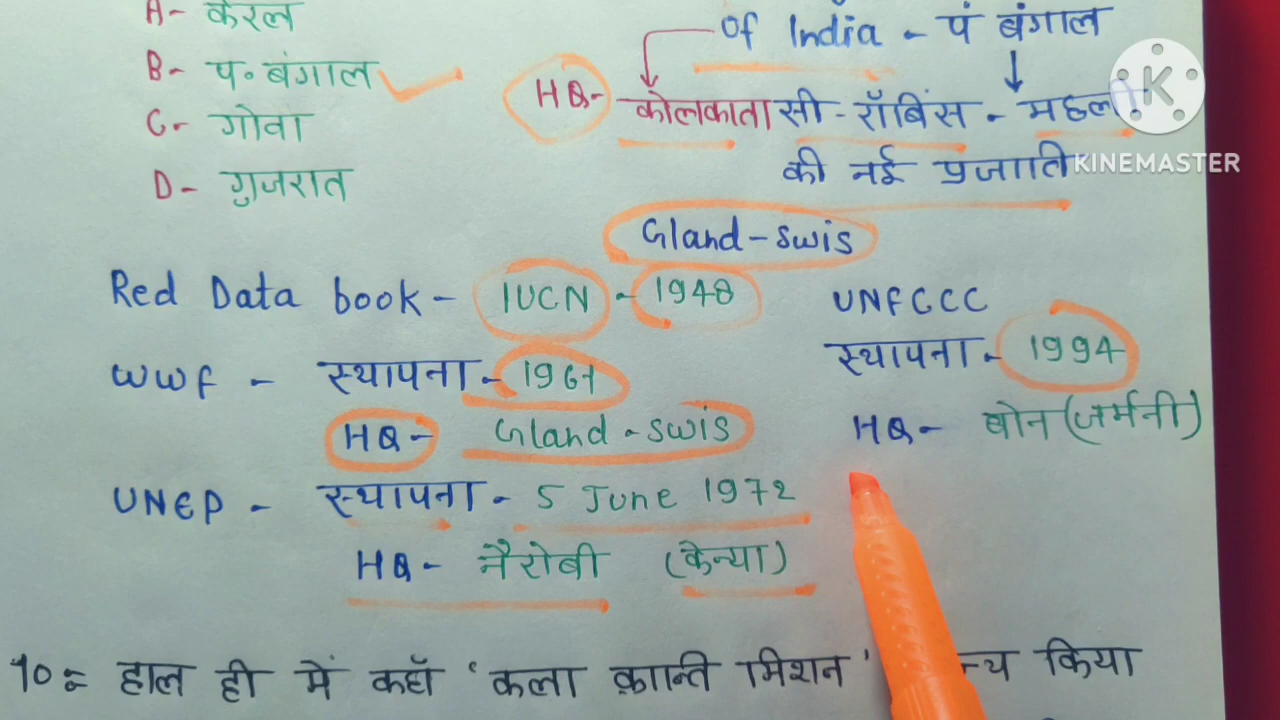 A- केरल
B- प॰ बंगाल
C- गोवा
D- गुजरात
of India - पं बंगाल
HQ- कोलकाता सी-रॉबिंस -
की नई प्रजाति
KINEMASTER
Gland-swis
Red Data book - IUCN - 1948
WWF - स्थापना - 1961
HQ- Gland-swis
UNEP - स्थापना - 5 June 1972
HQ- नैरोबी (केन्या)
UNFCCC
स्थापना - 1994
HQ- बोन (जर्मनी)
10= हाल ही में कहॉ 'कला क्रान्ति मिशन' किया